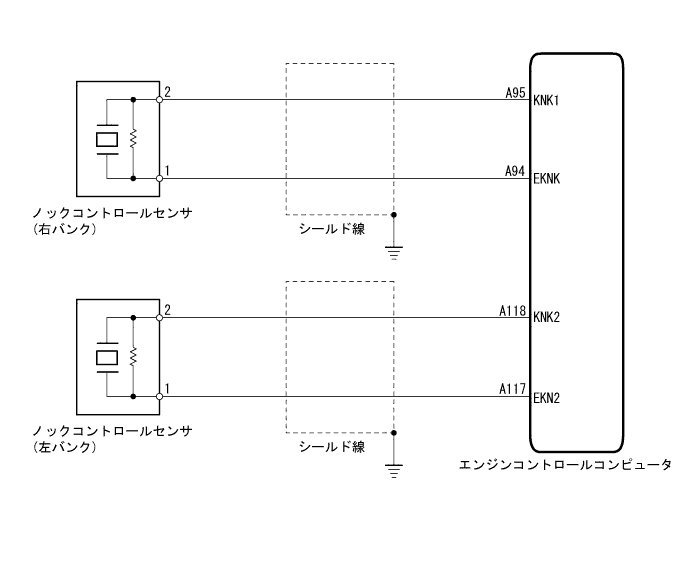 2
A95
KNK1
1
A94
EKNK
ノックコントロールセンサ
(右バンク)
シールド線
2
A118
KNK2
1
A117
EKN2
ノックコントロールセンサ
(左バンク)
シールド線
エンジンコントロールコンピュータ